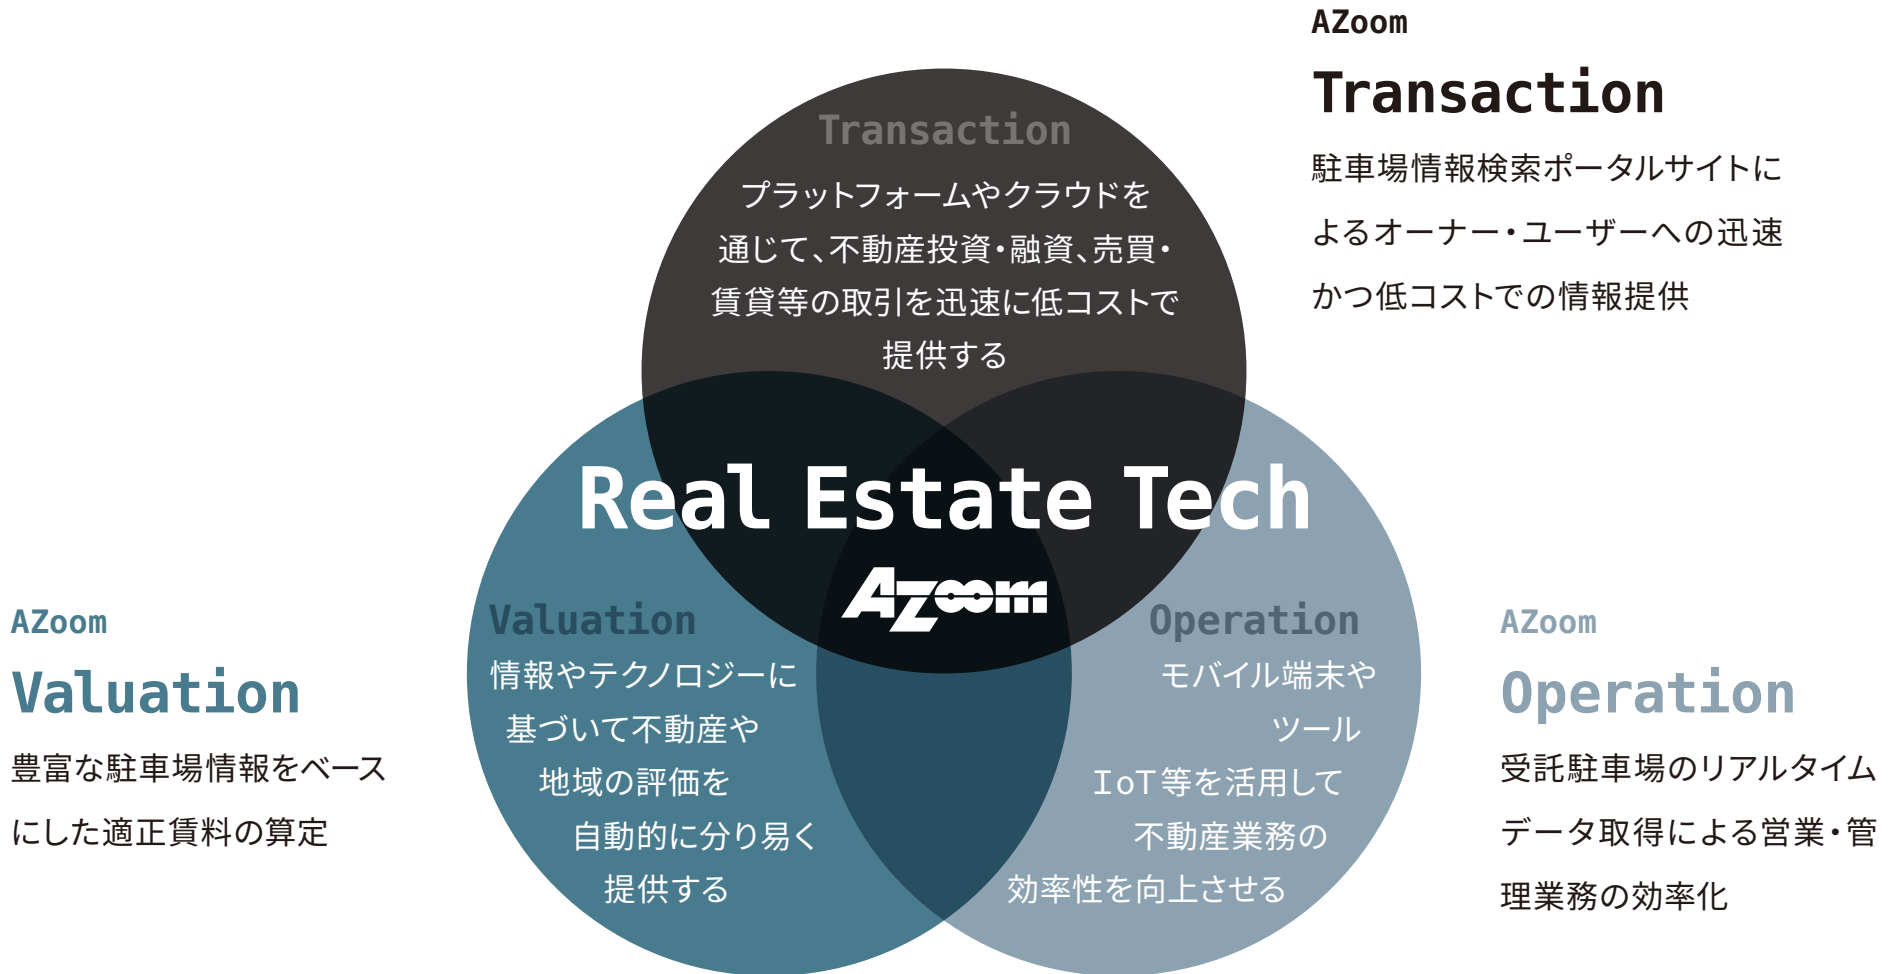 AZoom
Transaction
駐車場情報検索ポータルサイトに
よるオーナー・ユーザーへの迅速
かつ低コストでの情報提供
Transaction
プラットフォームやクラウドを
通じて、不動産投資・融資、売買・
賃貸等の取引を迅速に低コストで
提供する
Real Estate Tech
AZoom
AZoom
Valuation
豊富な駐車場情報をベース
にした適正賃料の算定
Valuation
情報やテクノロジーに
基づいて不動産や
地域の評価を
自動的に分り易く
提供する
Operation
モバイル端末や
ツール
IoT等を活用して
不動産業務の
効率性を向上させる
AZoom
Operation
受託駐車場のリアルタイム
データ取得による営業・管
理業務の効率化